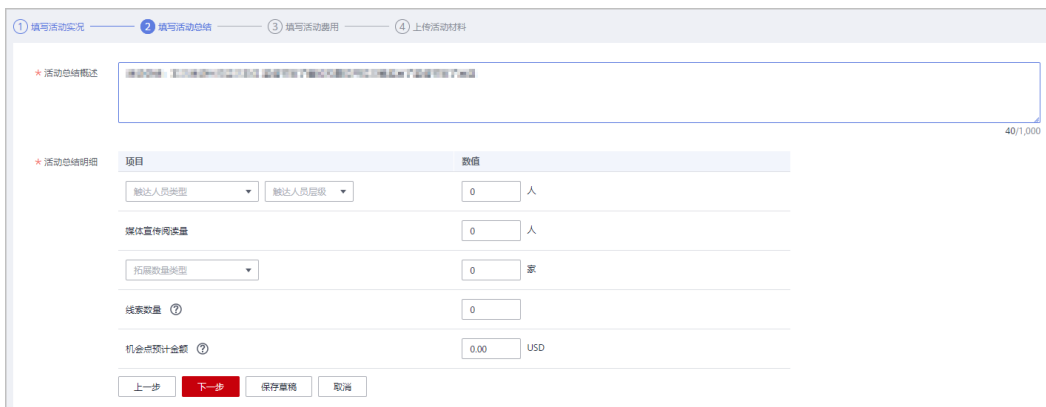 1 填写活动实况 2 填写活动总结 3 填写活动费用 4 上传活动材料
* 活动总结概述
40/1,000
* 活动总结明细 项目 数值
触达人员类型 触达人员层级 0 人
媒体宣传阅读量 0 人
拓展数量类型 0 家
线索数量 ? 0
机会点预计金额 ? 0.00 USD
上一步 下一步 保存草稿 取消